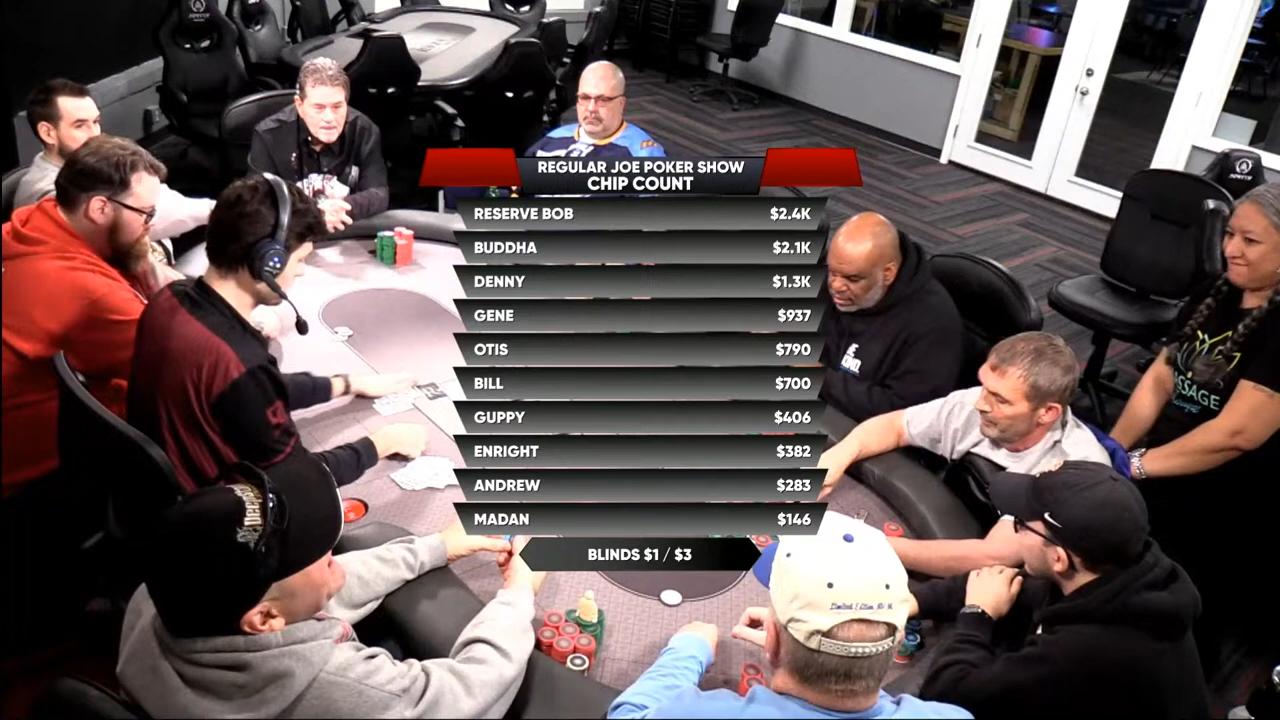 REGULAR JOE POKER SHOW
CHIP COUNT
RESERVE BOB $2.4K
BUDDHA $2.1K
DENNY $1.3K
GENE $937
OTIS $790
BILL $700
GUPPY $406
ENRIGHT $382
ANDREW $283
MADAN $146
BLINDS $1 / $3